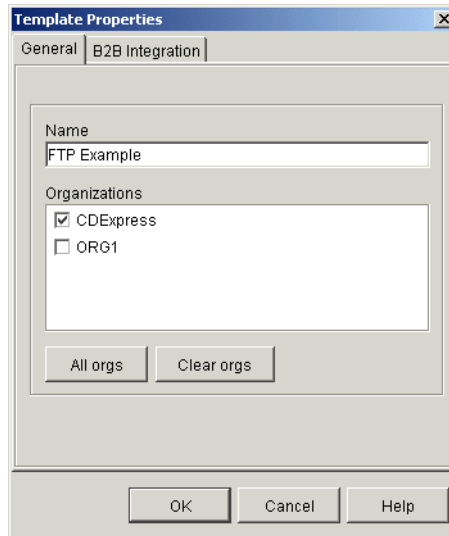 Template Properties
General B2B Integration
Name
FTP Example
Organizations
CDExpress
ORG1
All orgs Clear orgs
OK Cancel Help